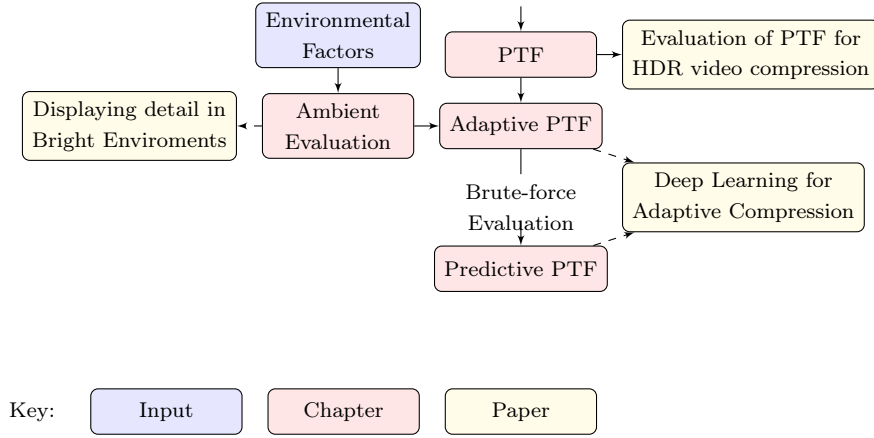 Environmental
Factors
PTF
Evaluation of PTF for
HDR video compression
Displaying detail in
Bright Enviroments
Ambient
Evaluation
Adaptive PTF
Brute-force
Evaluation
Deep Learning for
Adaptive Compression
Predictive PTF
Key:
Input
Chapter
Paper